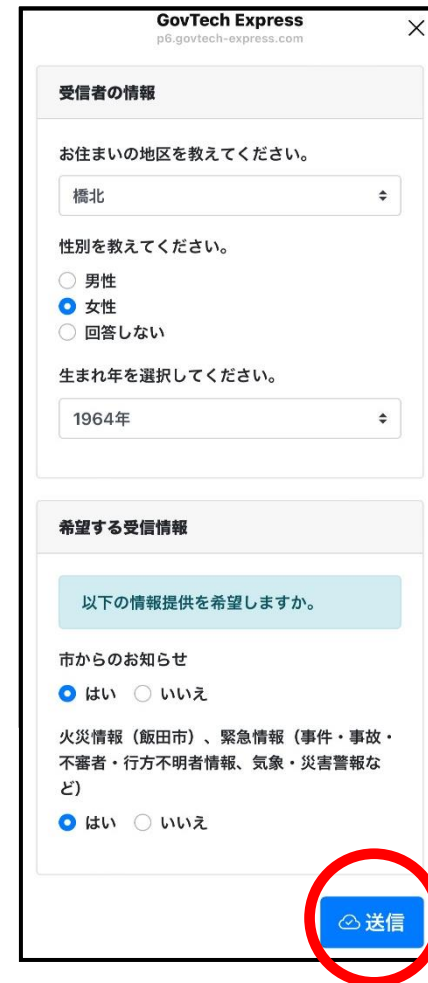 GovTech Express
p6.govtech-express.com
受信者の情報
お住まいの地区を教えてください。
橋北
性別を教えてください。
男性
女性
回答しない
生まれ年を選択してください。
1964年
希望する受信情報
以下の情報提供を希望しますか。
市からのお知らせ
はい いいえ
火災情報（飯田市）、緊急情報（事件・事故・
不審者・行方不明者情報、気象・災害警報な
ど）
はい いいえ
送信